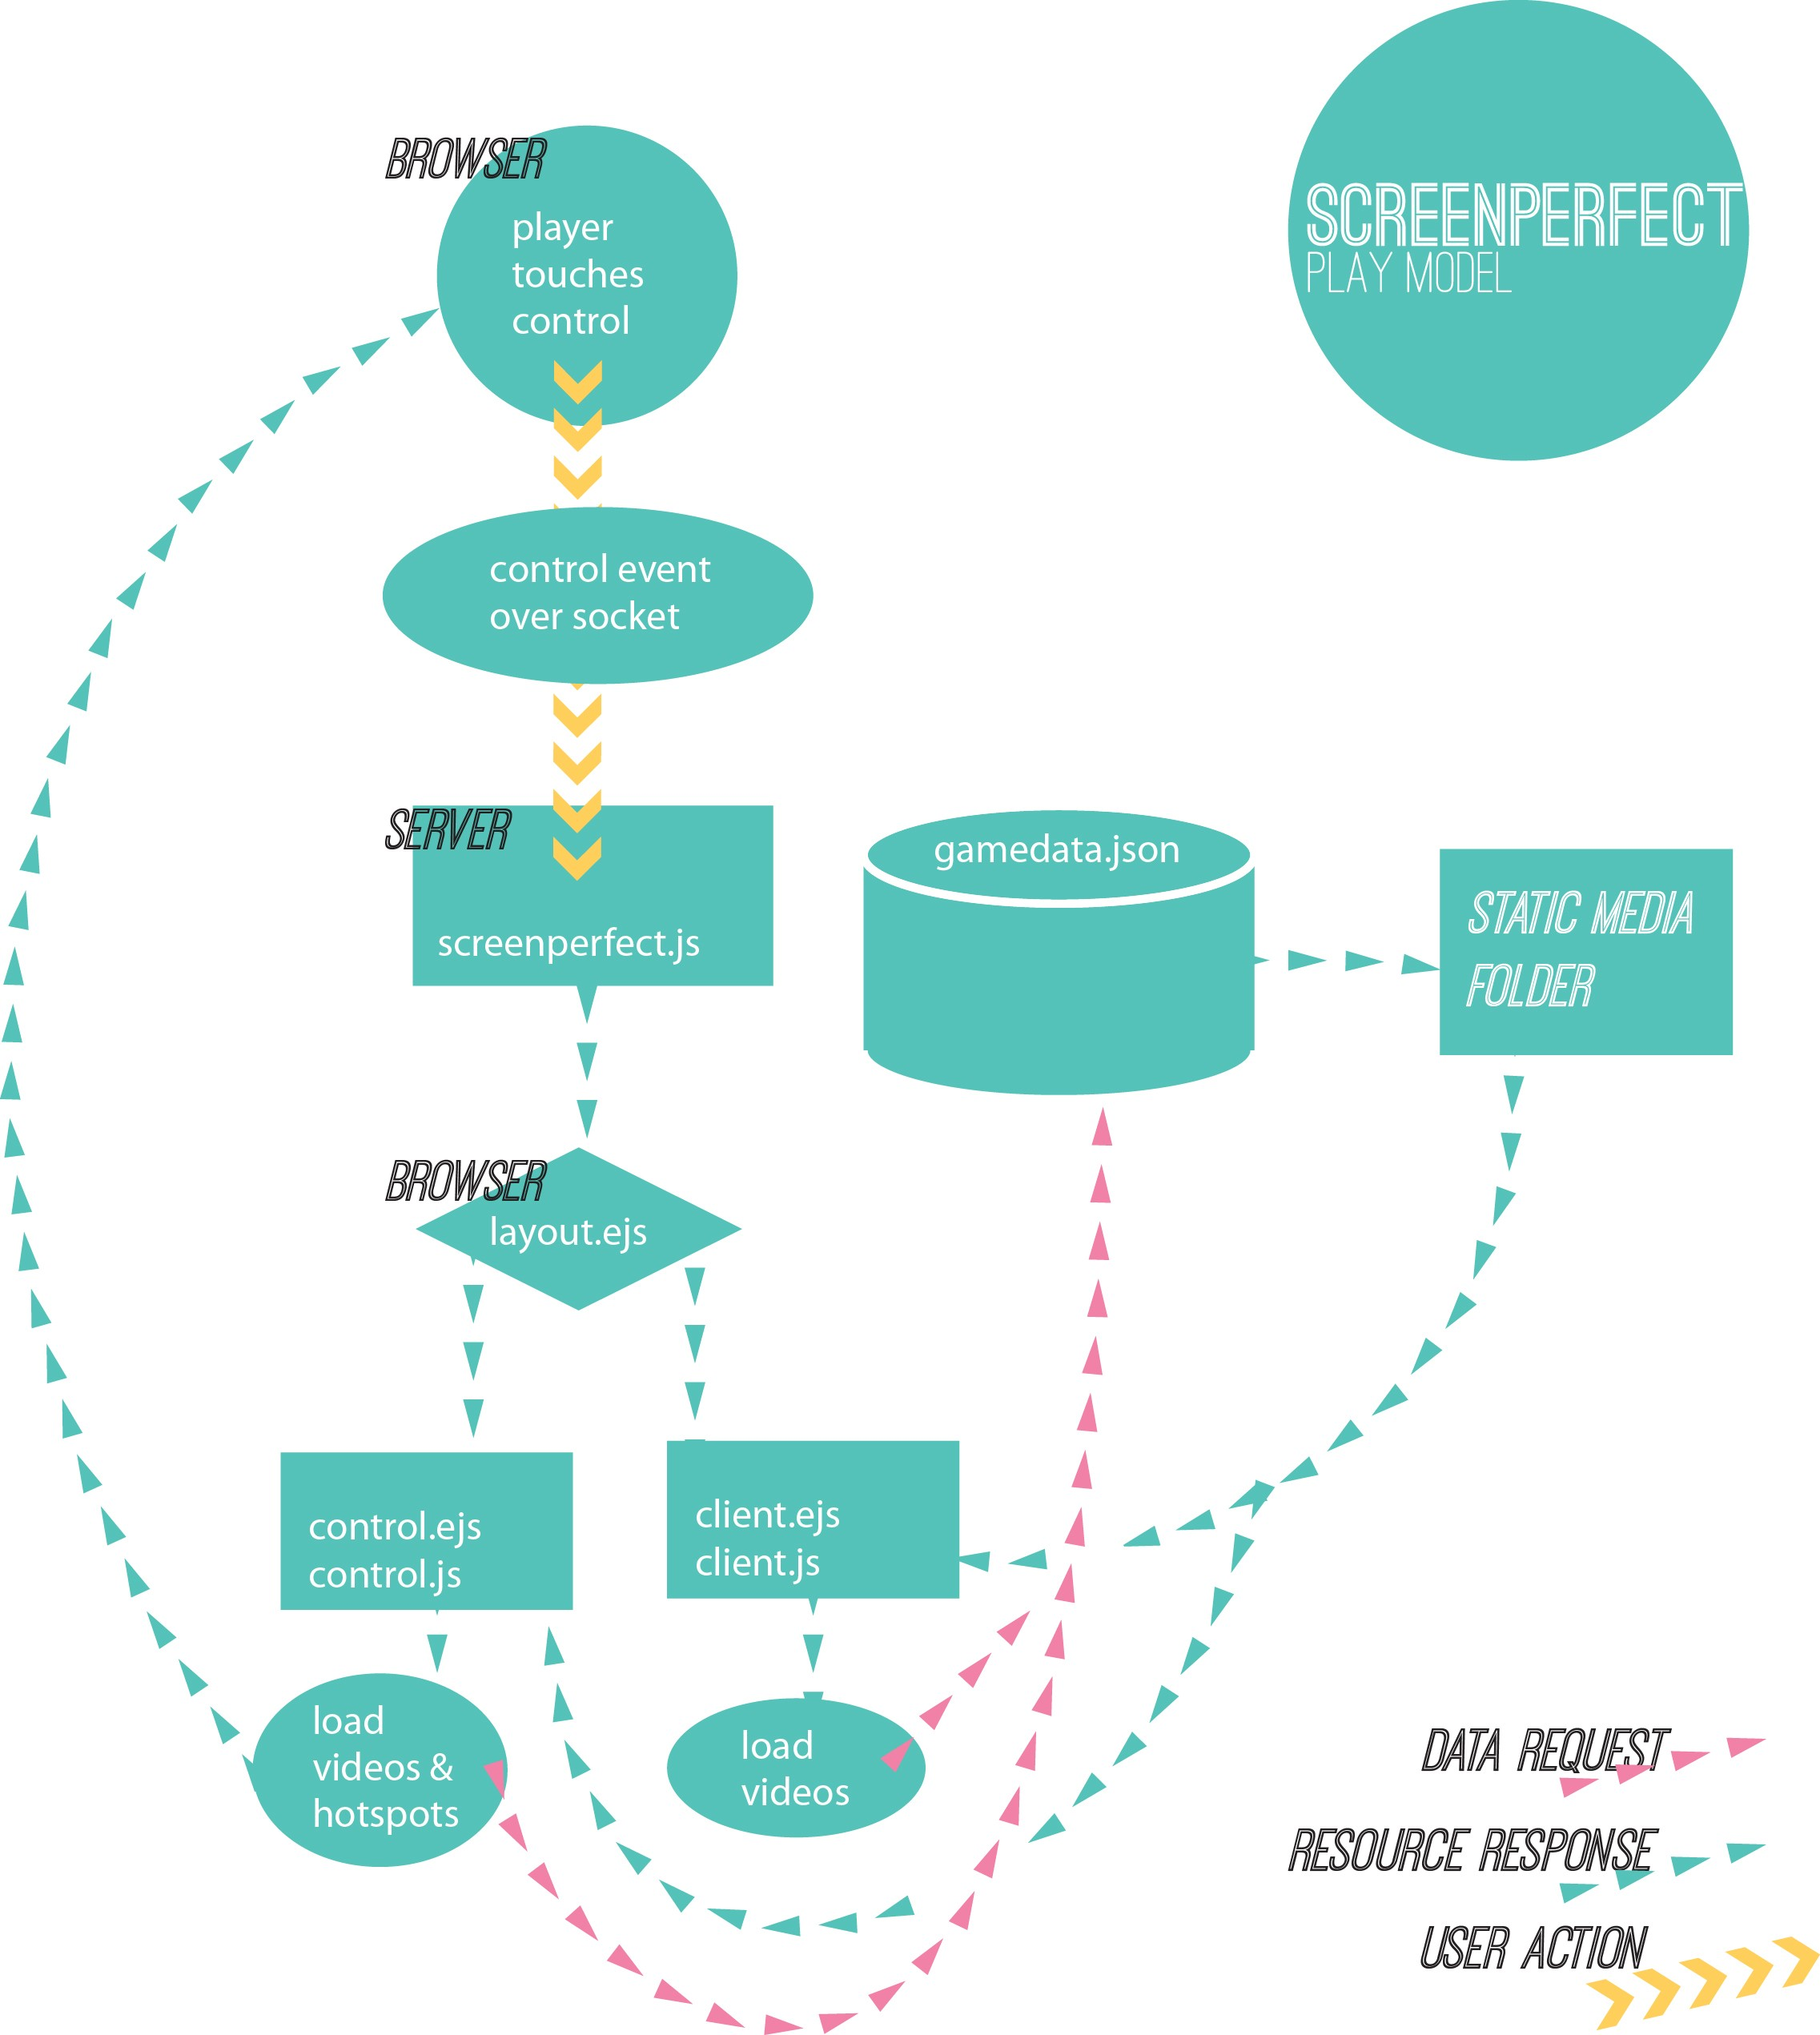 SCREENPERFECT
PLAY MODEL
BROWSER
player
touches
control
control event
over socket
SERVER
screenperfect.js
gamedata.json
STATIC MEDIA
FOLDER
BROWSER
layout.ejs
control.ejs
control.js
client.ejs
client.js
load
videos &
hotspots
load
videos
DATA REQUEST
RESOURCE RESPONSE
USER ACTION